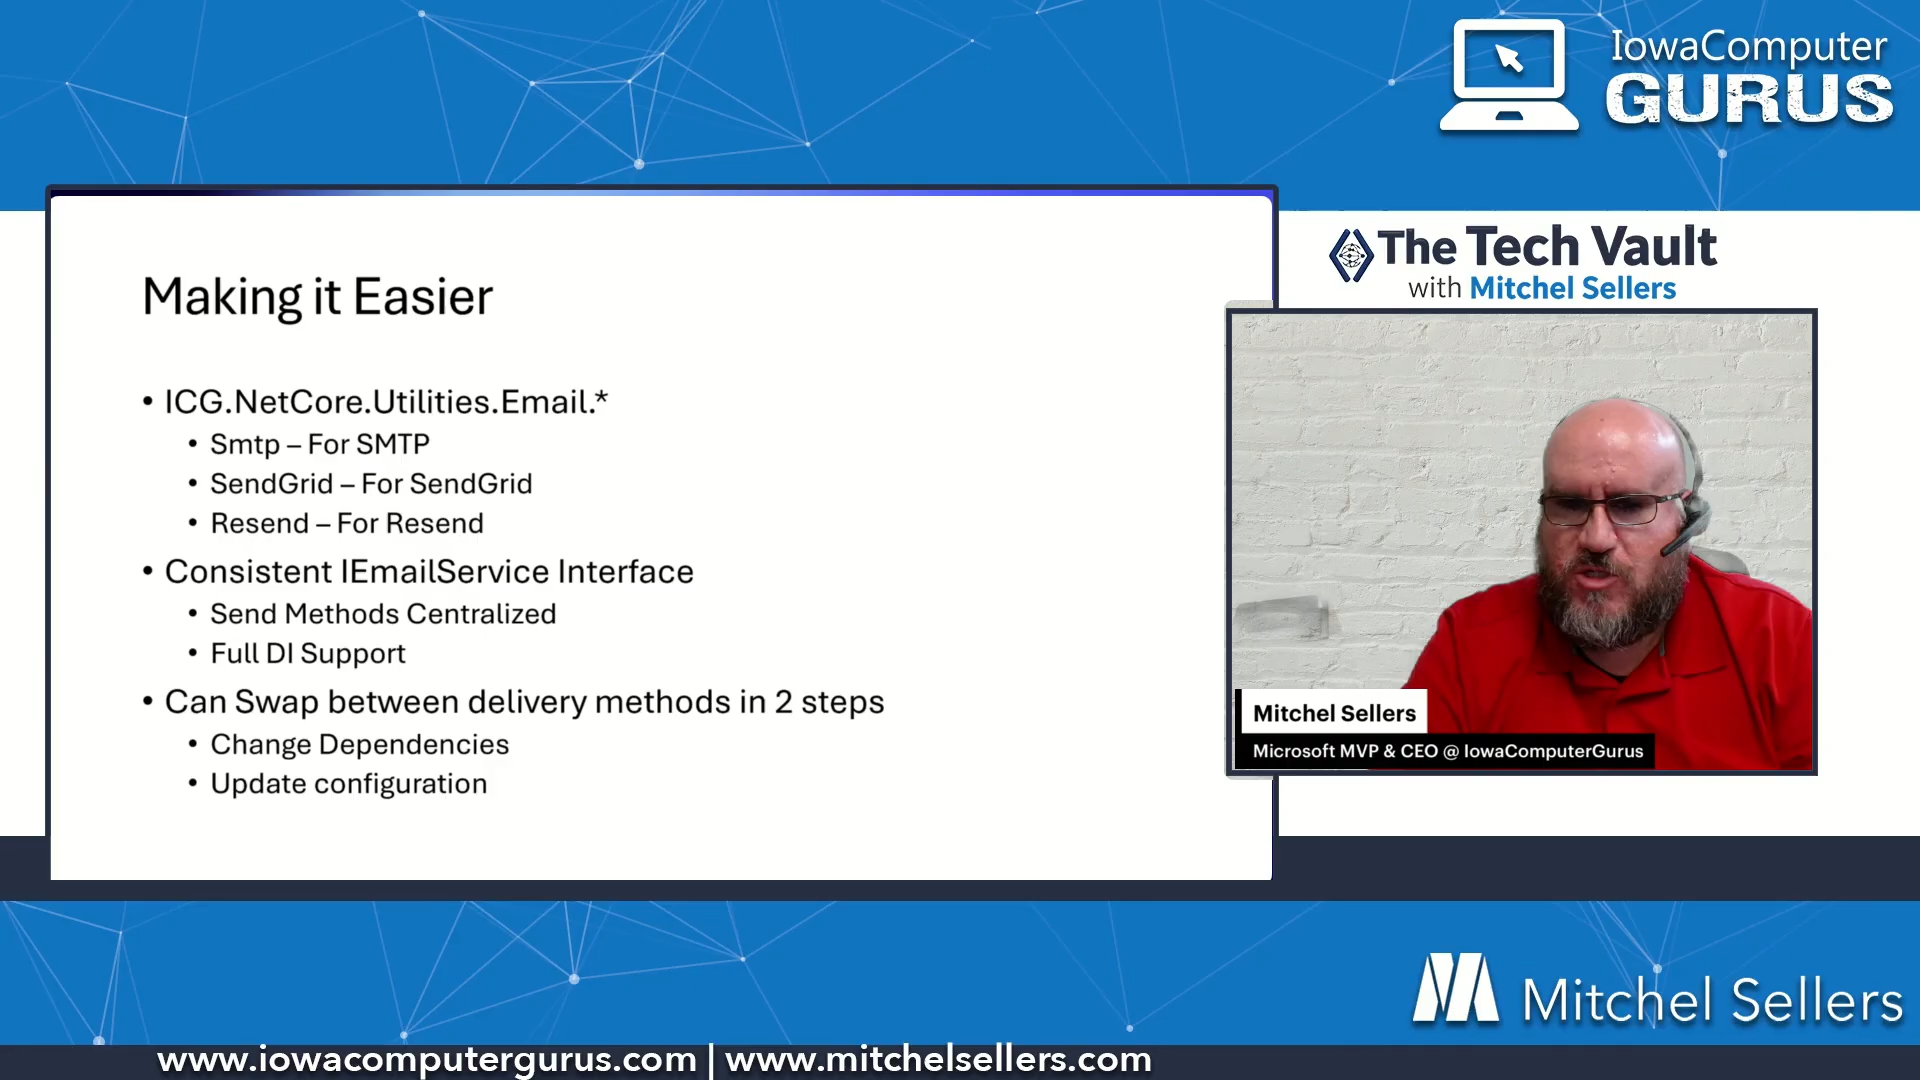 IowaComputer
GURUS
The Tech Vault
with Mitchel Sellers
Making it Easier
• ICG.NetCore.Utilities.Email.*
• Smtp – For SMTP
• SendGrid – For SendGrid
• Resend – For Resend
• Consistent IEmailService Interface
• Send Methods Centralized
• Full DI Support
• Can Swap between delivery methods in 2 steps
• Change Dependencies
• Update configuration
Mitchel Sellers
Microsoft MVP & CEO @ IowaComputerGurus
Mitchel Sellers
www.iowacomputergurus.com | www.mitchelsellers.com